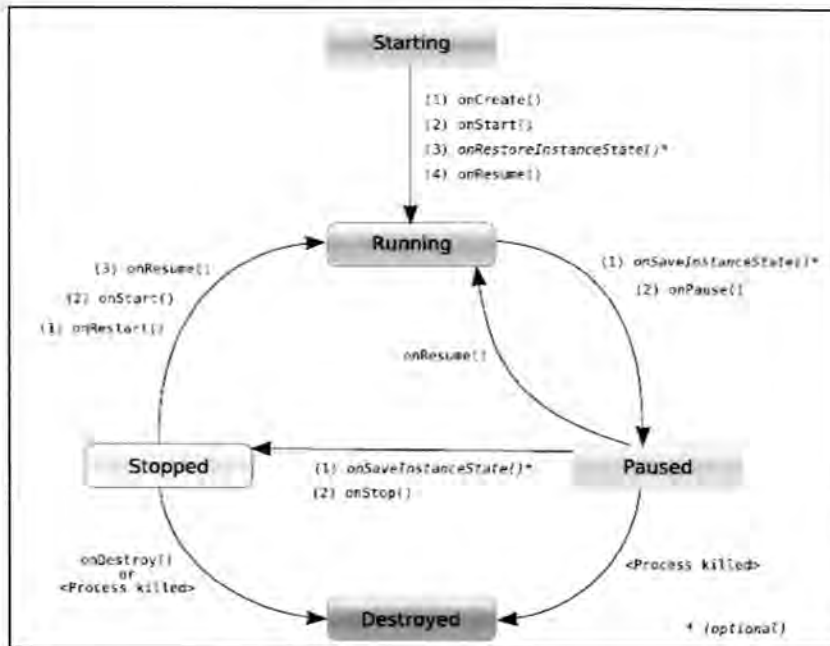 Starting
(1) onCreate()
(2) onStart()
(3) onRestoreInstanceState()*
(4) onResume()
Running
(3) onResume()
(2) onStart()
(1) onRestart()
(1) onSaveInstanceState()*
(2) onPause()
onResume()
Stopped
(1) onSaveInstanceState()*
(2) onStop()
Paused
onDestroy()
or
<Process killed>
<Process killed>
Destroyed
* (optional)